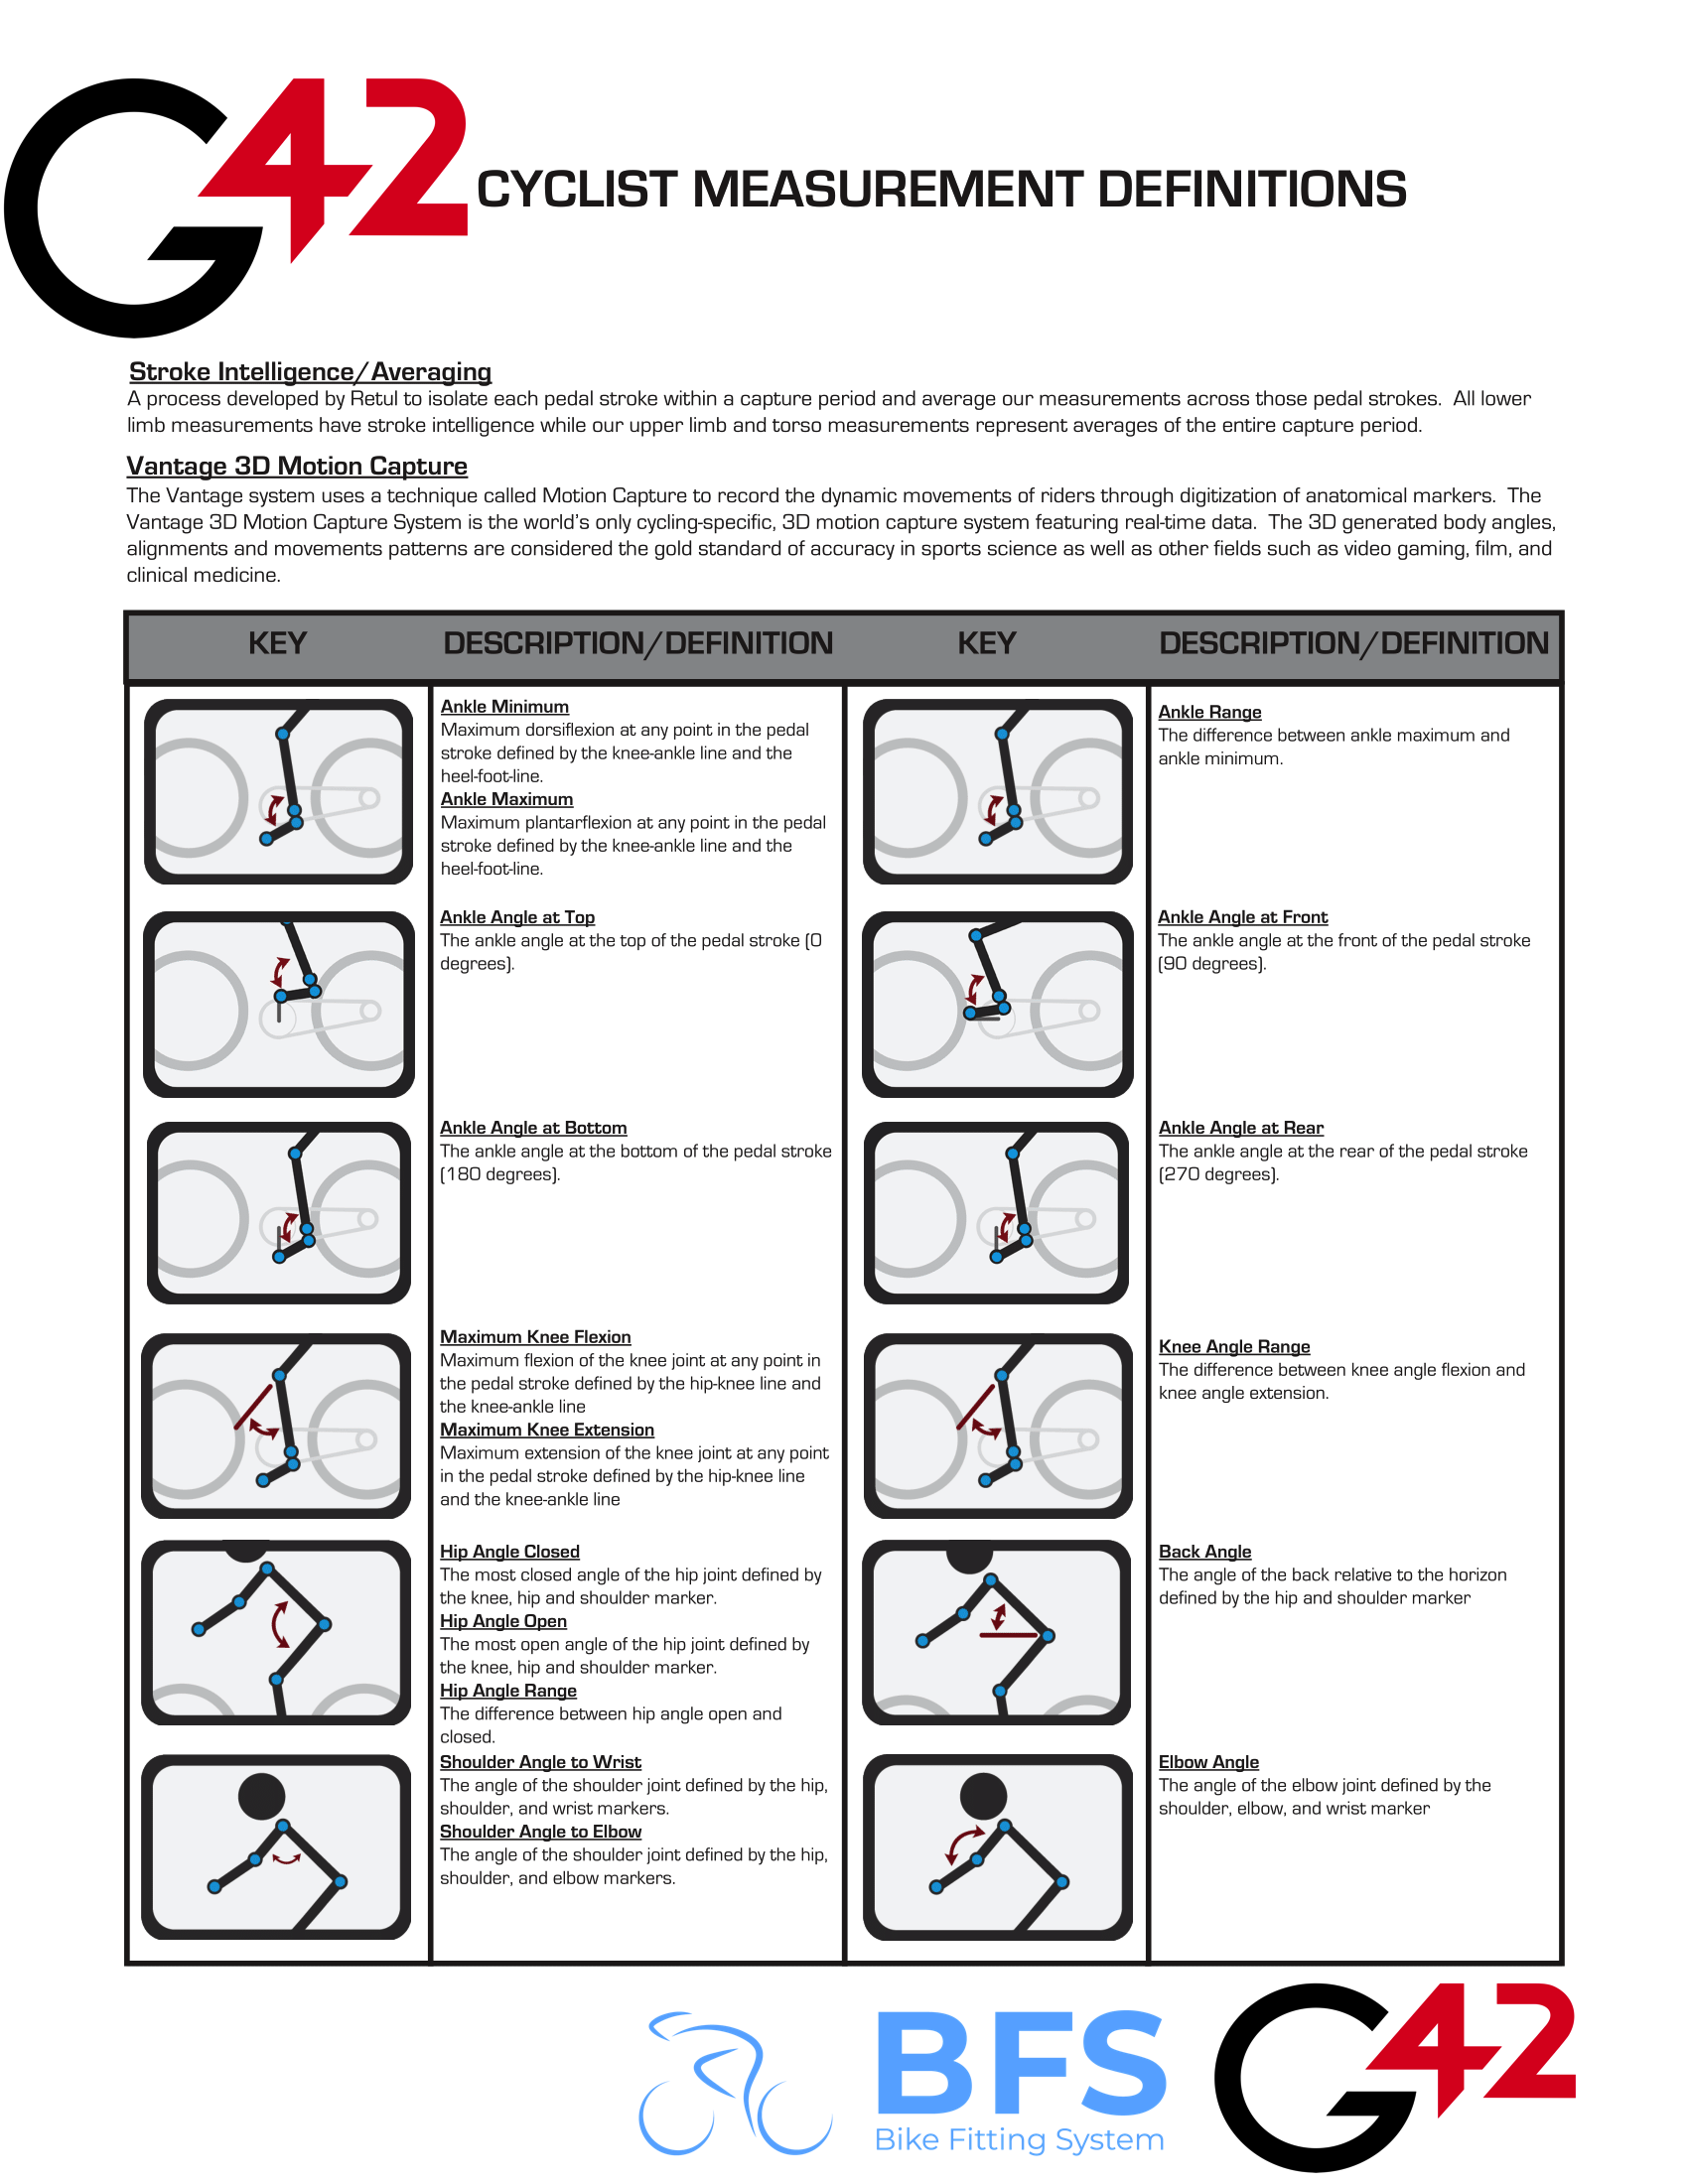 G42
CYCLIST MEASUREMENT DEFINITIONS
Stroke Intelligence/Averaging
A process developed by Retul to isolate each pedal stroke within a capture period and average our measurements across those pedal strokes.  All lower
limb measurements have stroke intelligence while our upper limb and torso measurements represent averages of the entire capture period.
Vantage 3D Motion Capture
The Vantage system uses a technique called Motion Capture to record the dynamic movements of riders through digitization of anatomical markers.  The
Vantage 3D Motion Capture System is the world's only cycling-specific, 3D motion capture system featuring real-time data.  The 3D generated body angles,
alignments and movements patterns are considered the gold standard of accuracy in sports science as well as other fields such as video gaming, film, and
clinical medicine.
KEY
DESCRIPTION/DEFINITION
KEY
DESCRIPTION/DEFINITION
Ankle Minimum
Maximum dorsiflexion at any point in the pedal
stroke defined by the knee-ankle line and the
heel-foot-line.
Ankle Maximum
Maximum plantarflexion at any point in the pedal
stroke defined by the knee-ankle line and the
heel-foot-line.
Ankle Range
The difference between ankle maximum and
ankle minimum.
Ankle Angle at Top
The ankle angle at the top of the pedal stroke (0
degrees).
Ankle Angle at Front
The ankle angle at the front of the pedal stroke
(90 degrees).
Ankle Angle at Bottom
The ankle angle at the bottom of the pedal stroke
(180 degrees).
Ankle Angle at Rear
The ankle angle at the rear of the pedal stroke
(270 degrees).
Maximum Knee Flexion
Maximum flexion of the knee joint at any point in
the pedal stroke defined by the hip-knee line and
the knee-ankle line
Maximum Knee Extension
Maximum extension of the knee joint at any point
in the pedal stroke defined by the hip-knee line
and the knee-ankle line
Knee Angle Range
The difference between knee angle flexion and
knee angle extension.
Hip Angle Closed
The most closed angle of the hip joint defined by
the knee, hip and shoulder marker.
Hip Angle Open
The most open angle of the hip joint defined by
the knee, hip and shoulder marker.
Hip Angle Range
The difference between hip angle open and
closed.
Back Angle
The angle of the back relative to the horizon
defined by the hip and shoulder marker
Shoulder Angle to Wrist
The angle of the shoulder joint defined by the hip,
shoulder, and wrist markers.
Shoulder Angle to Elbow
The angle of the shoulder joint defined by the hip,
shoulder, and elbow markers.
Elbow Angle
The angle of the elbow joint defined by the
shoulder, elbow, and wrist marker
BFS
Bike Fitting System
G42